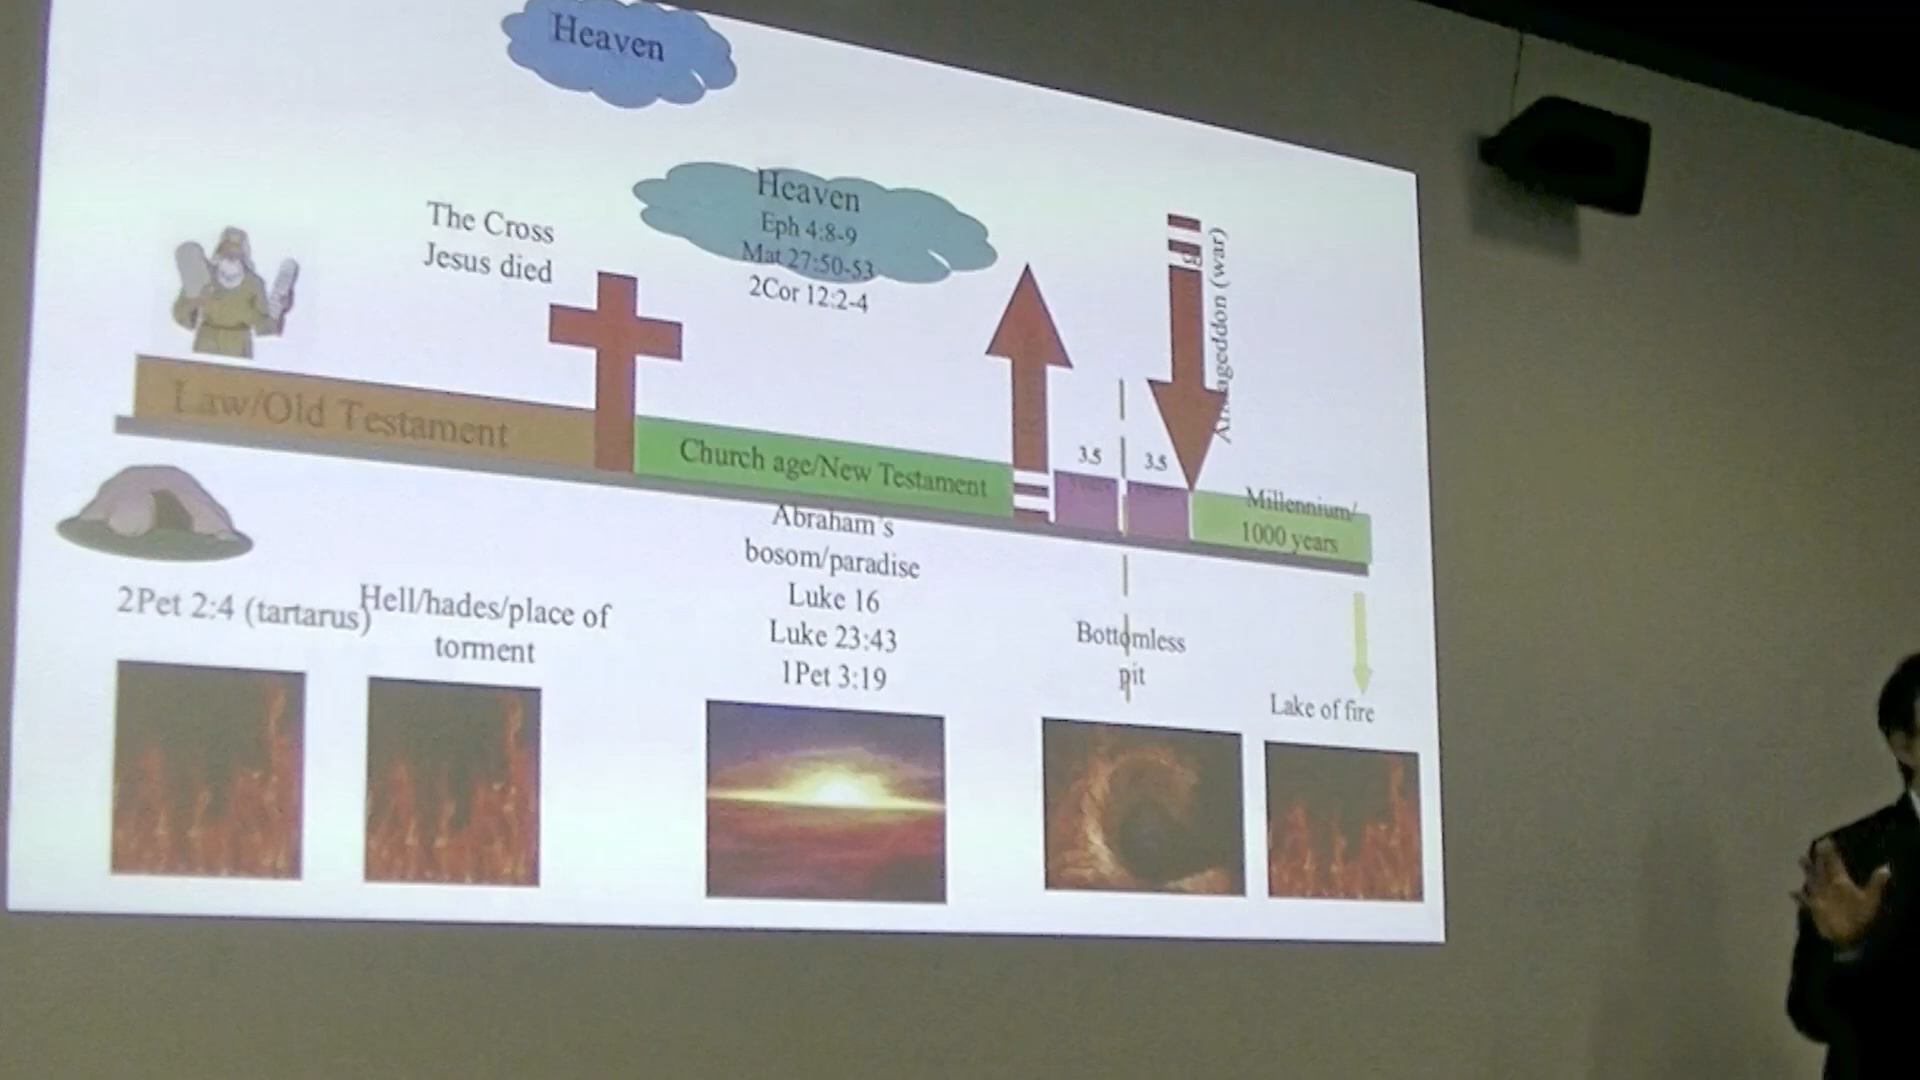 Heaven
Heaven
Eph 4:8-9
Mat 27:50-53
2Cor 12:2-4
The Cross
Jesus died
(war)
Law/Old Testament
Church age/New Testament
3.5
3.5
Millennium/
1000 years
2Pet 2:4 (tartarus)
Hell/hades/place of
torment
Abraham's
bosom/paradise
Luke 16
Luke 23:43
1Pet 3:19
Bottomless
pit
Lake of fire